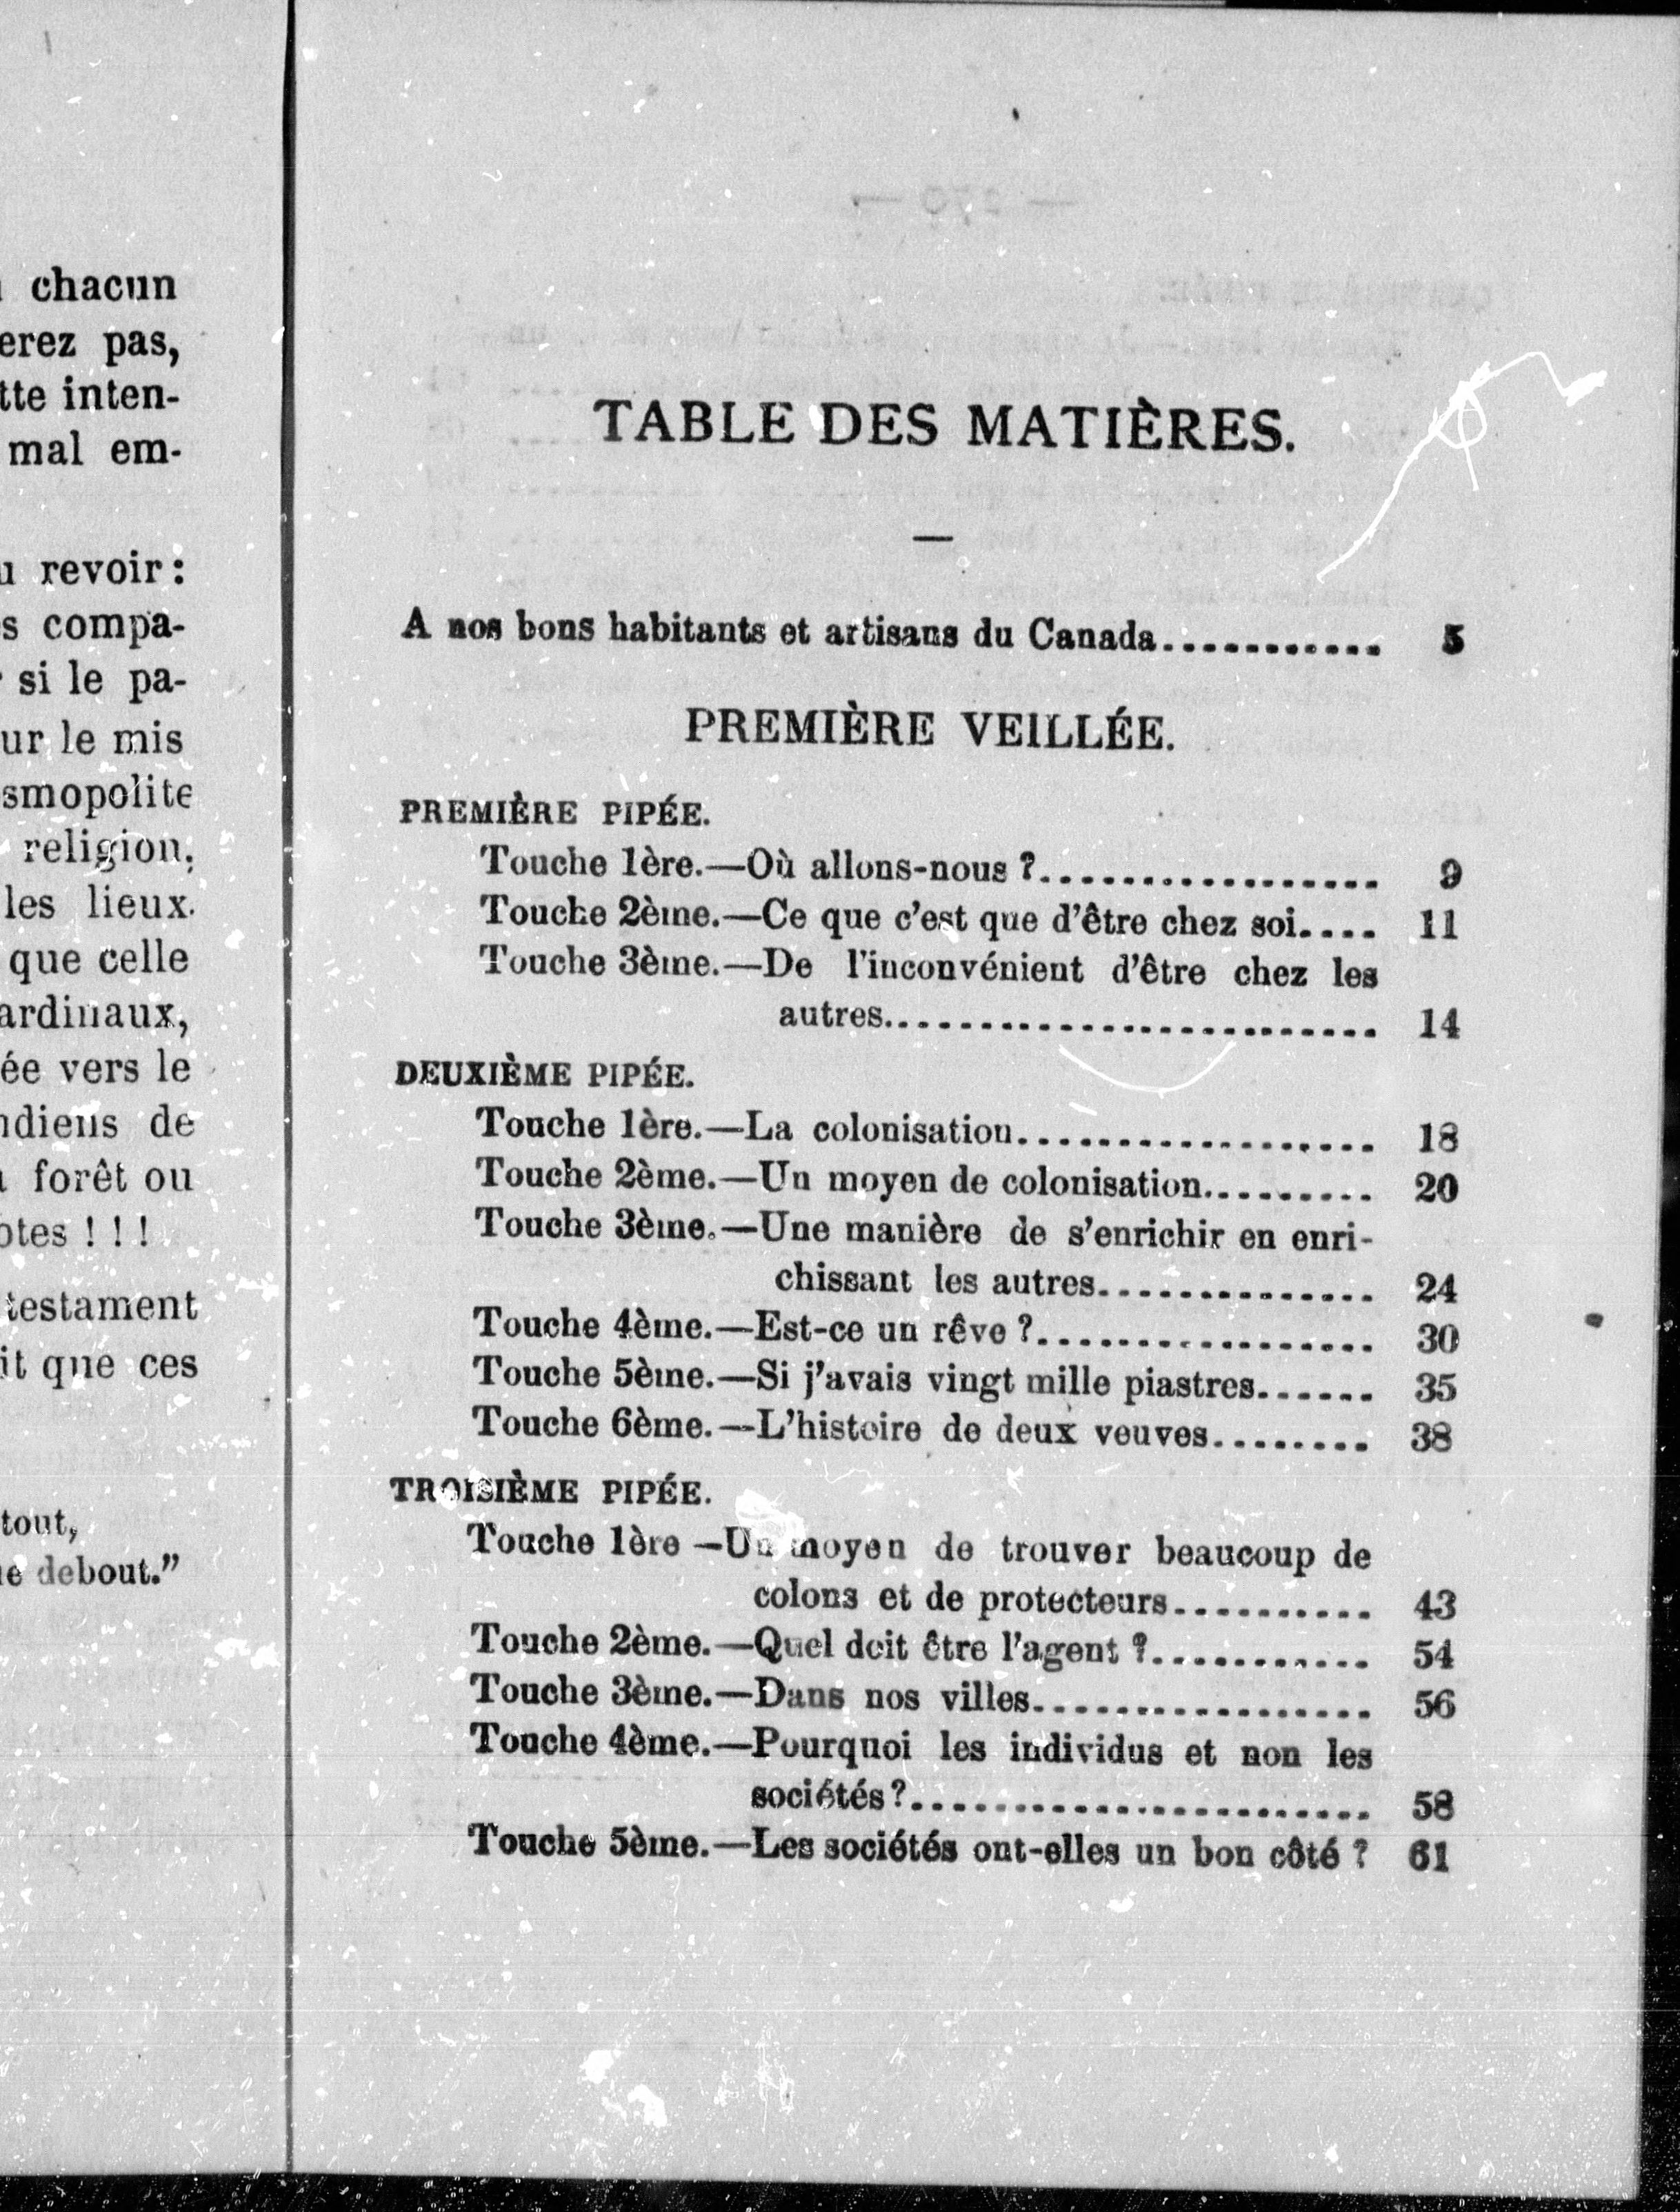 chacun
erez pas,
tte inten-
mal em-
u revoir:
s compa-
si le pa-
ur le mis
smopolite
religion,
les lieux.
que celle
ardinaux,
ée vers le
ndiens de
forêt ou
otes ! ! !
testament
it que ces
tout,
e debout.”
TABLE DES MATIÈRES.
—
A nos bons habitants et artisans du Canada............ 5
PREMIÈRE VEILLÉE.
PREMIÈRE PIPÉE.
Touche 1ère.—Où allons-nous ?.................. 9
Touche 2ème.—Ce que c’est que d’être chez soi.... 11
Touche 3ème.—De l’inconvénient d’être chez les
autres.......................... 14
DEUXIÈME PIPÉE.
Touche 1ère.—La colonisation................... 18
Touche 2ème.—Un moyen de colonisation......... 20
Touche 3ème.—Une manière de s’enrichir en enri-
chissant les autres............... 24
Touche 4ème.—Est-ce un rêve ?.................. 30
Touche 5ème.—Si j’avais vingt mille piastres...... 35
Touche 6ème.—L’histoire de deux veuves........ 38
TROISIÈME PIPÉE.
Touche 1ère —Un moyen de trouver beaucoup de
colons et de protecteurs.......... 43
Touche 2ème.—Quel doit être l’agent ?............ 54
Touche 3ème.—Dans nos villes.................. 56
Touche 4ème.—Pourquoi les individus et non les
sociétés ?........................ 58
Touche 5ème.—Les sociétés ont-elles un bon côté ? 61